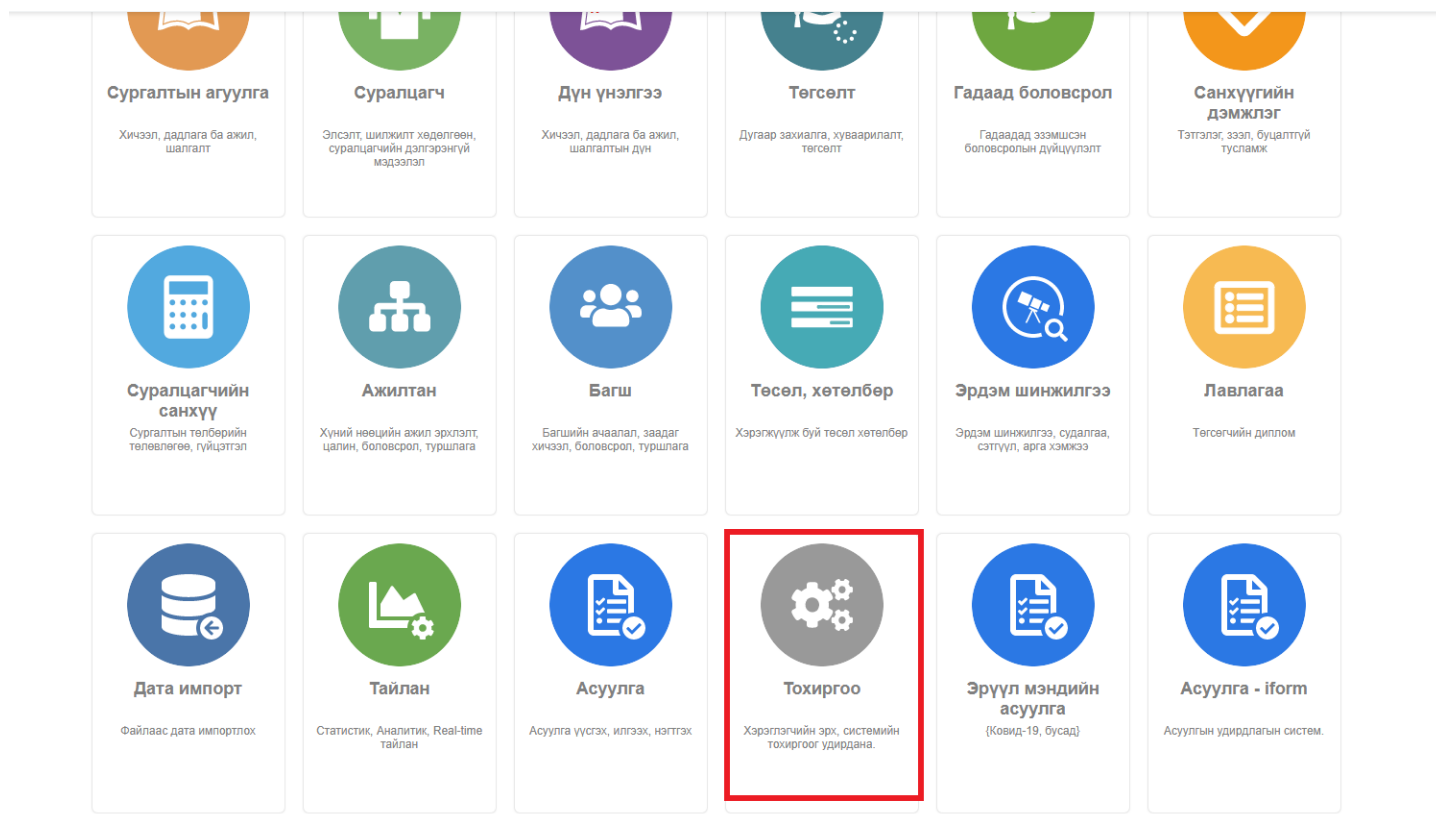 Сургалтын агуулга
Хичээл, дадлага ба ажил,
шалгалт
Суралцагч
Элсэлт, шилжилт хөдөлгөөн,
суралцагчийн дэлгэрэнгүй
мэдээлэл
Дүн үнэлгээ
Хичээл, дадлага ба ажил,
шалгалтын дүн
Төгсөлт
Дугаар захиалга, хуваарилалт,
төгсөлт
Гадаад боловсрол
Гадаадад эзэмшсэн
боловсролын дүйцүүлэлт
Санхүүгийн
дэмжлэг
Тэтгэлэг, зээл, буцалтгүй
тусламж
Суралцагчийн
санхүү
Сургалтын төлбөрийн
төлөвлөгөө, гүйцэтгэл
Ажилтан
Хүний нөөцийн ажил эрхлэлт,
цалин, боловсрол, туршлага
Багш
Багшийн ачаалал, заадаг
хичээл, боловсрол, туршлага
Төсөл, хөтөлбөр
Хэрэгжүүлж буй төсөл хөтөлбөр
Эрдэм шинжилгээ
Эрдэм шинжилгээ, судалгаа,
сэтгүүл, арга хэмжээ
Лавлагаа
Төгсөгчийн диплом
Дата импорт
Файлаас дата импортлох
Тайлан
Статистик, Аналитик, Real-time
тайлан
Асуулга
Асуулга үүсгэх, илгээх, нэгтгэх
Тохиргоо
Хэрэглэгчийн эрх, системийн
тохиргоог удирдана.
Эрүүл мэндийн
асуулга
{Ковид-19, бусад}
Асуулга - iform
Асуулгын удирдлагын систем.